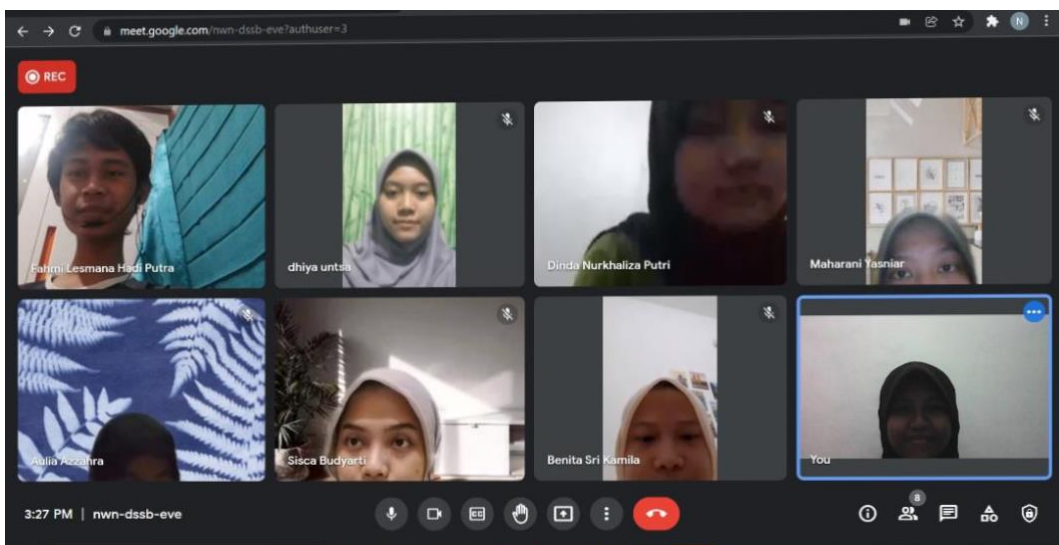 meet.google.com/nwn-dssb-eve?authuser=3
N
REC
Fahmi Lesmana Hadi Putra
dhiya untsa
Dinda Nurkhaliza Putri
Maharani Yasniar
Aulia Azzahra
Sisca Budyarti
Benita Sri Kamila
You
8
3:27 PM | nwn-dssb-eve
CC